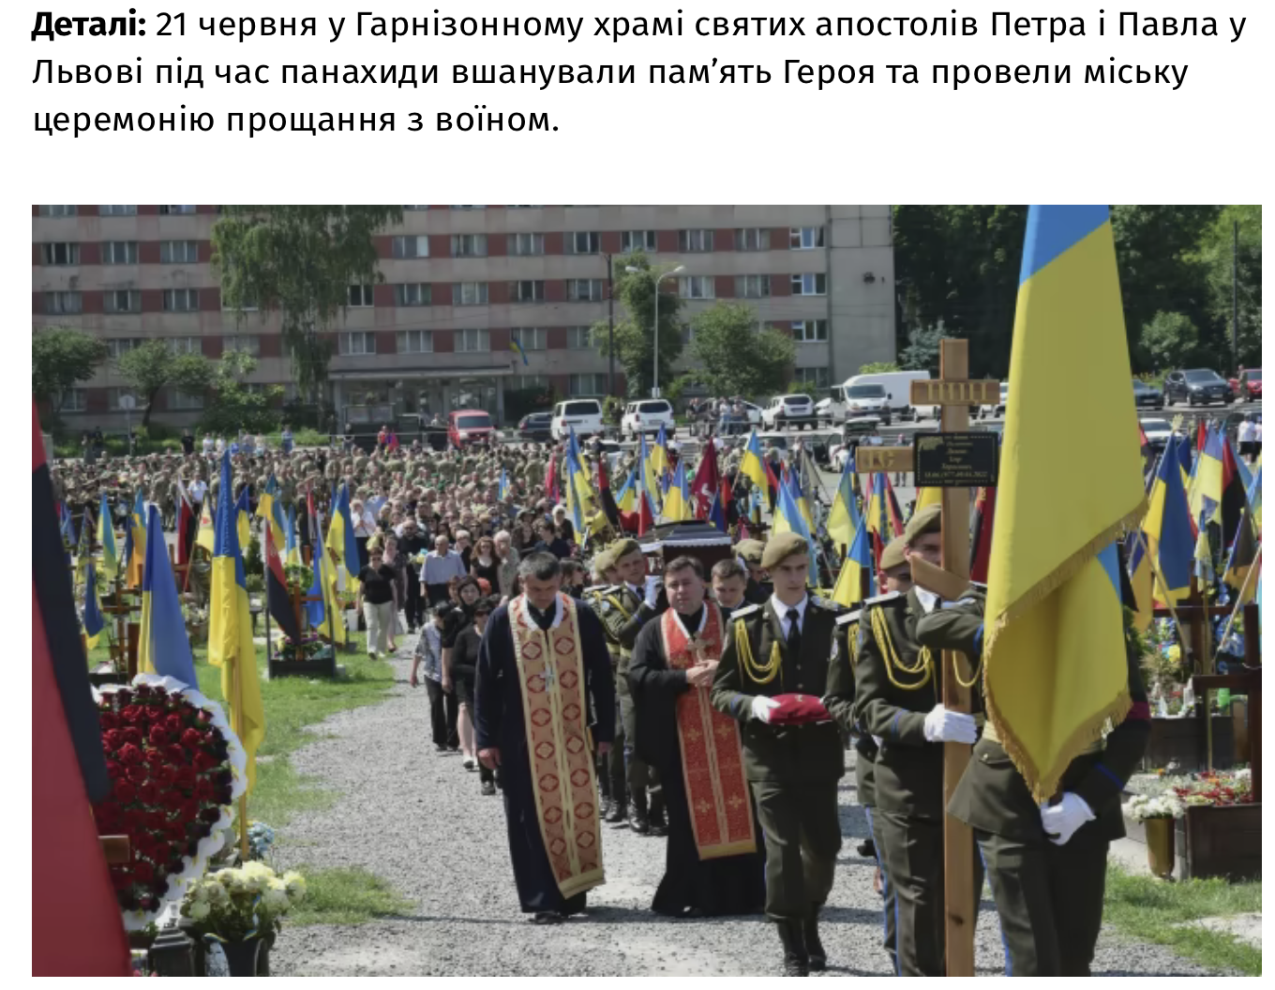 Деталі: 21 червня у Гарнізонному храмі святих апостолів Петра і Павла у
Львові під час панахиди вшанували пам’ять Героя та провели міську
церемонію прощання з воїном.